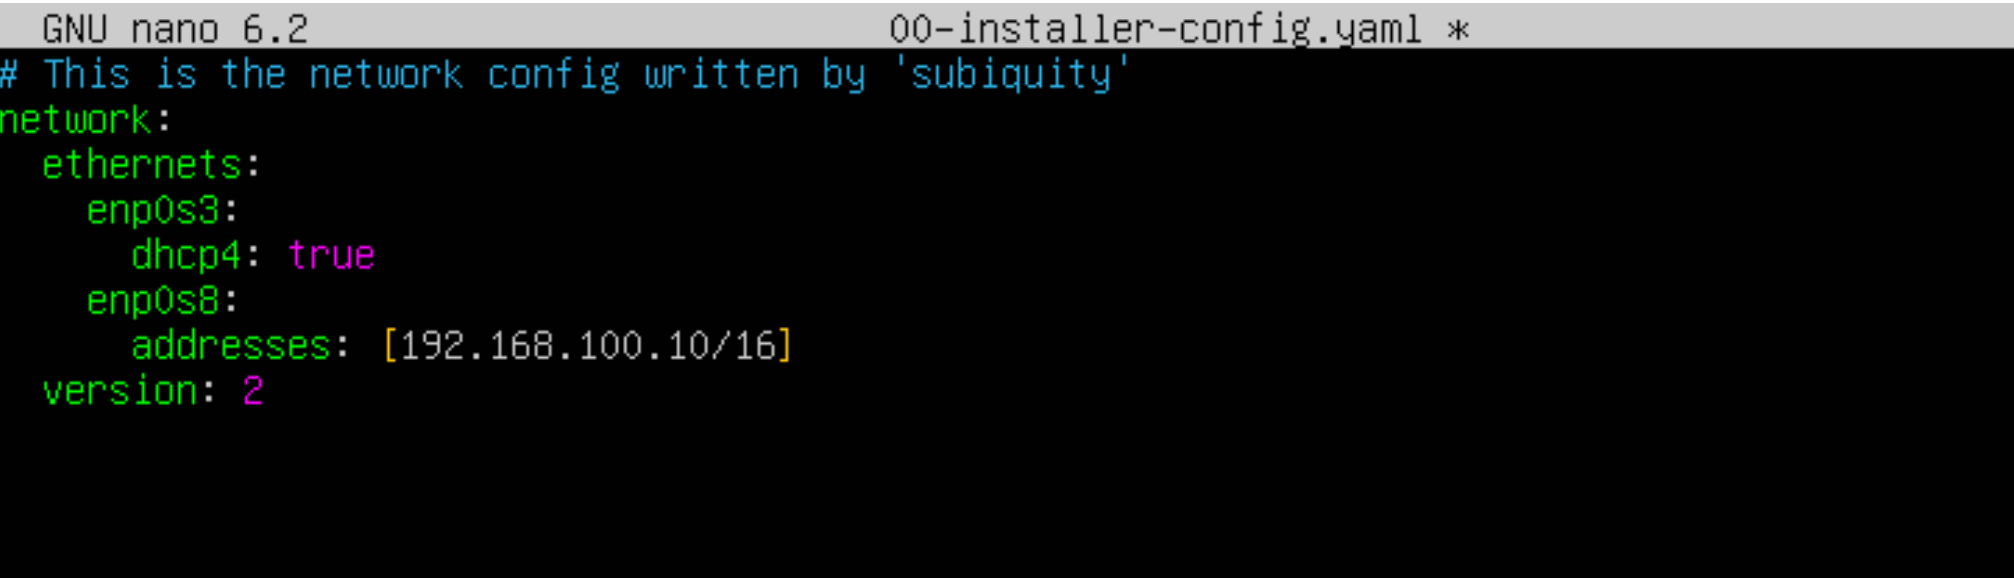 GNU nano 6.2 00-installer-config.yaml *
# This is the network config written by 'subiquity'
network:
  ethernets:
    enp0s3:
      dhcp4: true
    enp0s8:
      addresses: [192.168.100.10/16]
  version: 2